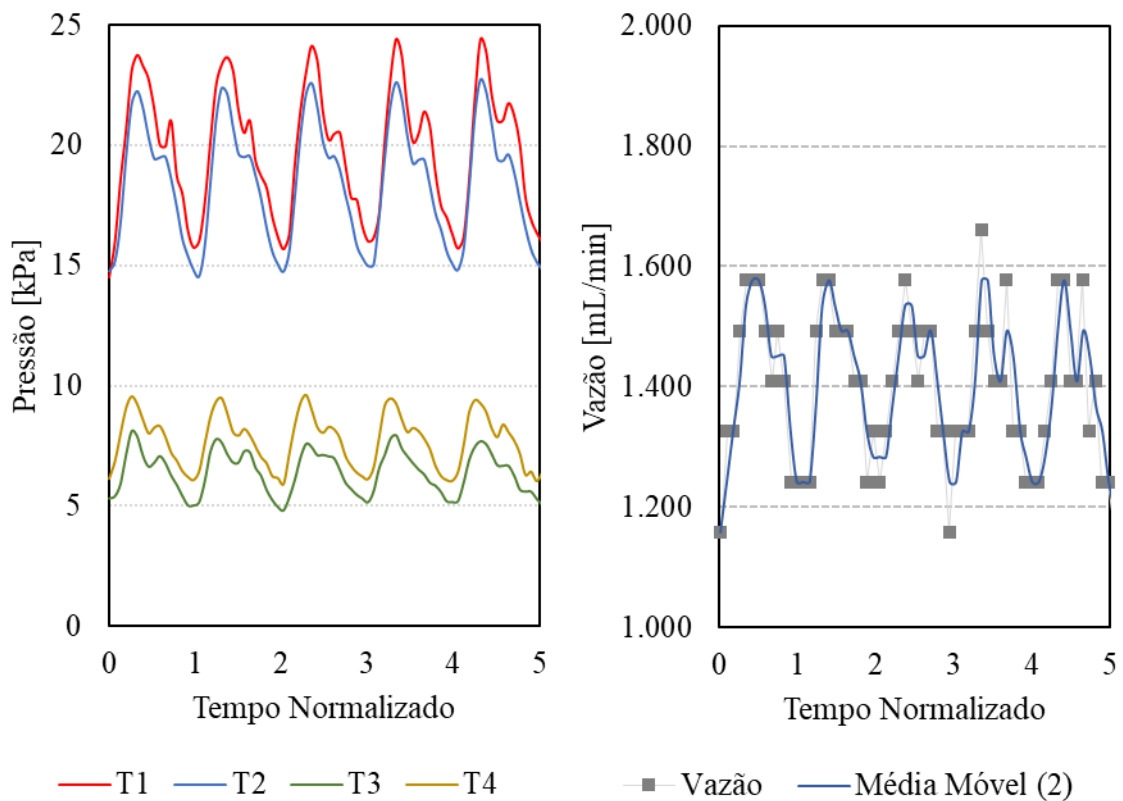 Pressão [kPa]
25
20
15
10
5
0
0 1 2 3 4 5
Tempo Normalizado
T1 T2 T3 T4
Vazão [mL/min]
2.000
1.800
1.600
1.400
1.200
1.000
0 1 2 3 4 5
Tempo Normalizado
Vazão Média Móvel (2)